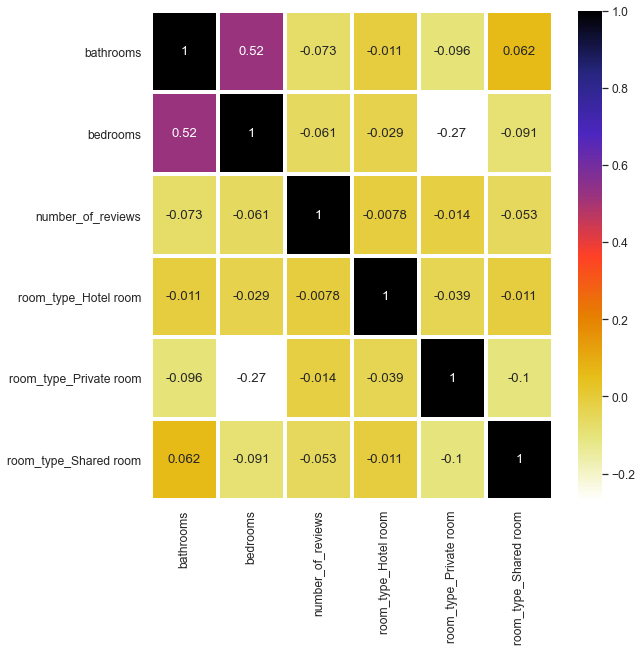 bathrooms 1 0.52 -0.073 -0.011 -0.096 0.062
bedrooms 0.52 1 -0.061 -0.029 -0.27 -0.091
number_of_reviews -0.073 -0.061 1 -0.0078 -0.014 -0.053
room_type_Hotel room -0.011 -0.029 -0.0078 1 -0.039 -0.011
room_type_Private room -0.096 -0.27 -0.014 -0.039 1 -0.1
room_type_Shared room 0.062 -0.091 -0.053 -0.011 -0.1 1
bathrooms
bedrooms
number_of_reviews
room_type_Hotel room
room_type_Private room
room_type_Shared room
1.0
0.8
0.6
0.4
0.2
0.0
-0.2